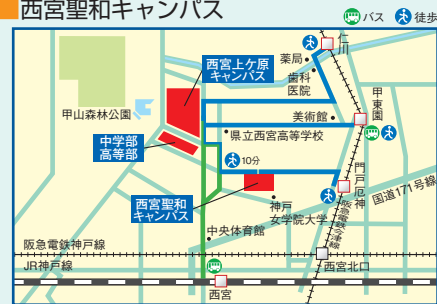 西宮聖和キャンパス
バス
徒歩
仁川
薬局
歯科
医院
西宮上ケ原
キャンパス
甲東園
甲山森林公園
美術館
中学部
高等部
県立西宮高等学校
10分
門戸厄神
国道171号線
西宮聖和
キャンパス
神戸
女学院大学
阪急電鉄今津線
中央体育館
阪急電鉄神戸線
西宮北口
JR神戸線
西宮